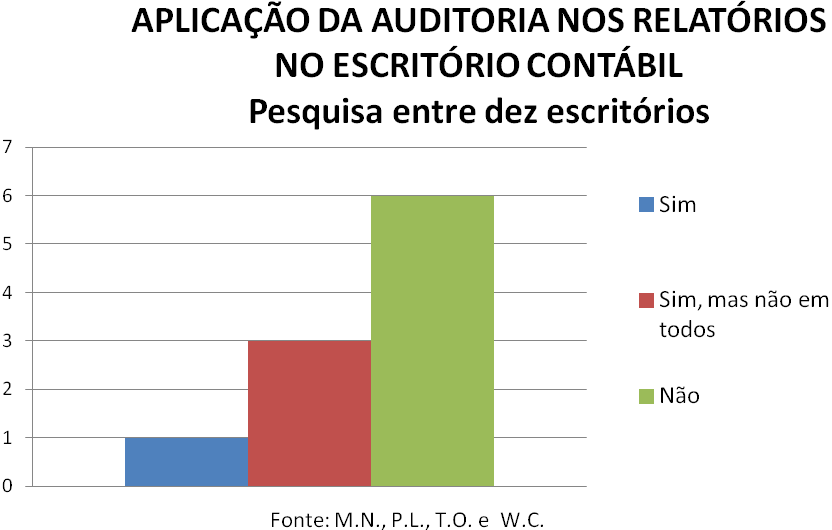 APLICAÇÃO DA AUDITORIA NOS RELATÓRIOS
NO ESCRITÓRIO CONTÁBIL
Pesquisa entre dez escritórios
7
6
5
4
3
2
1
0
Sim
Sim, mas não em
todos
Não
Fonte: M.N., P.L., T.O. e  W.C.